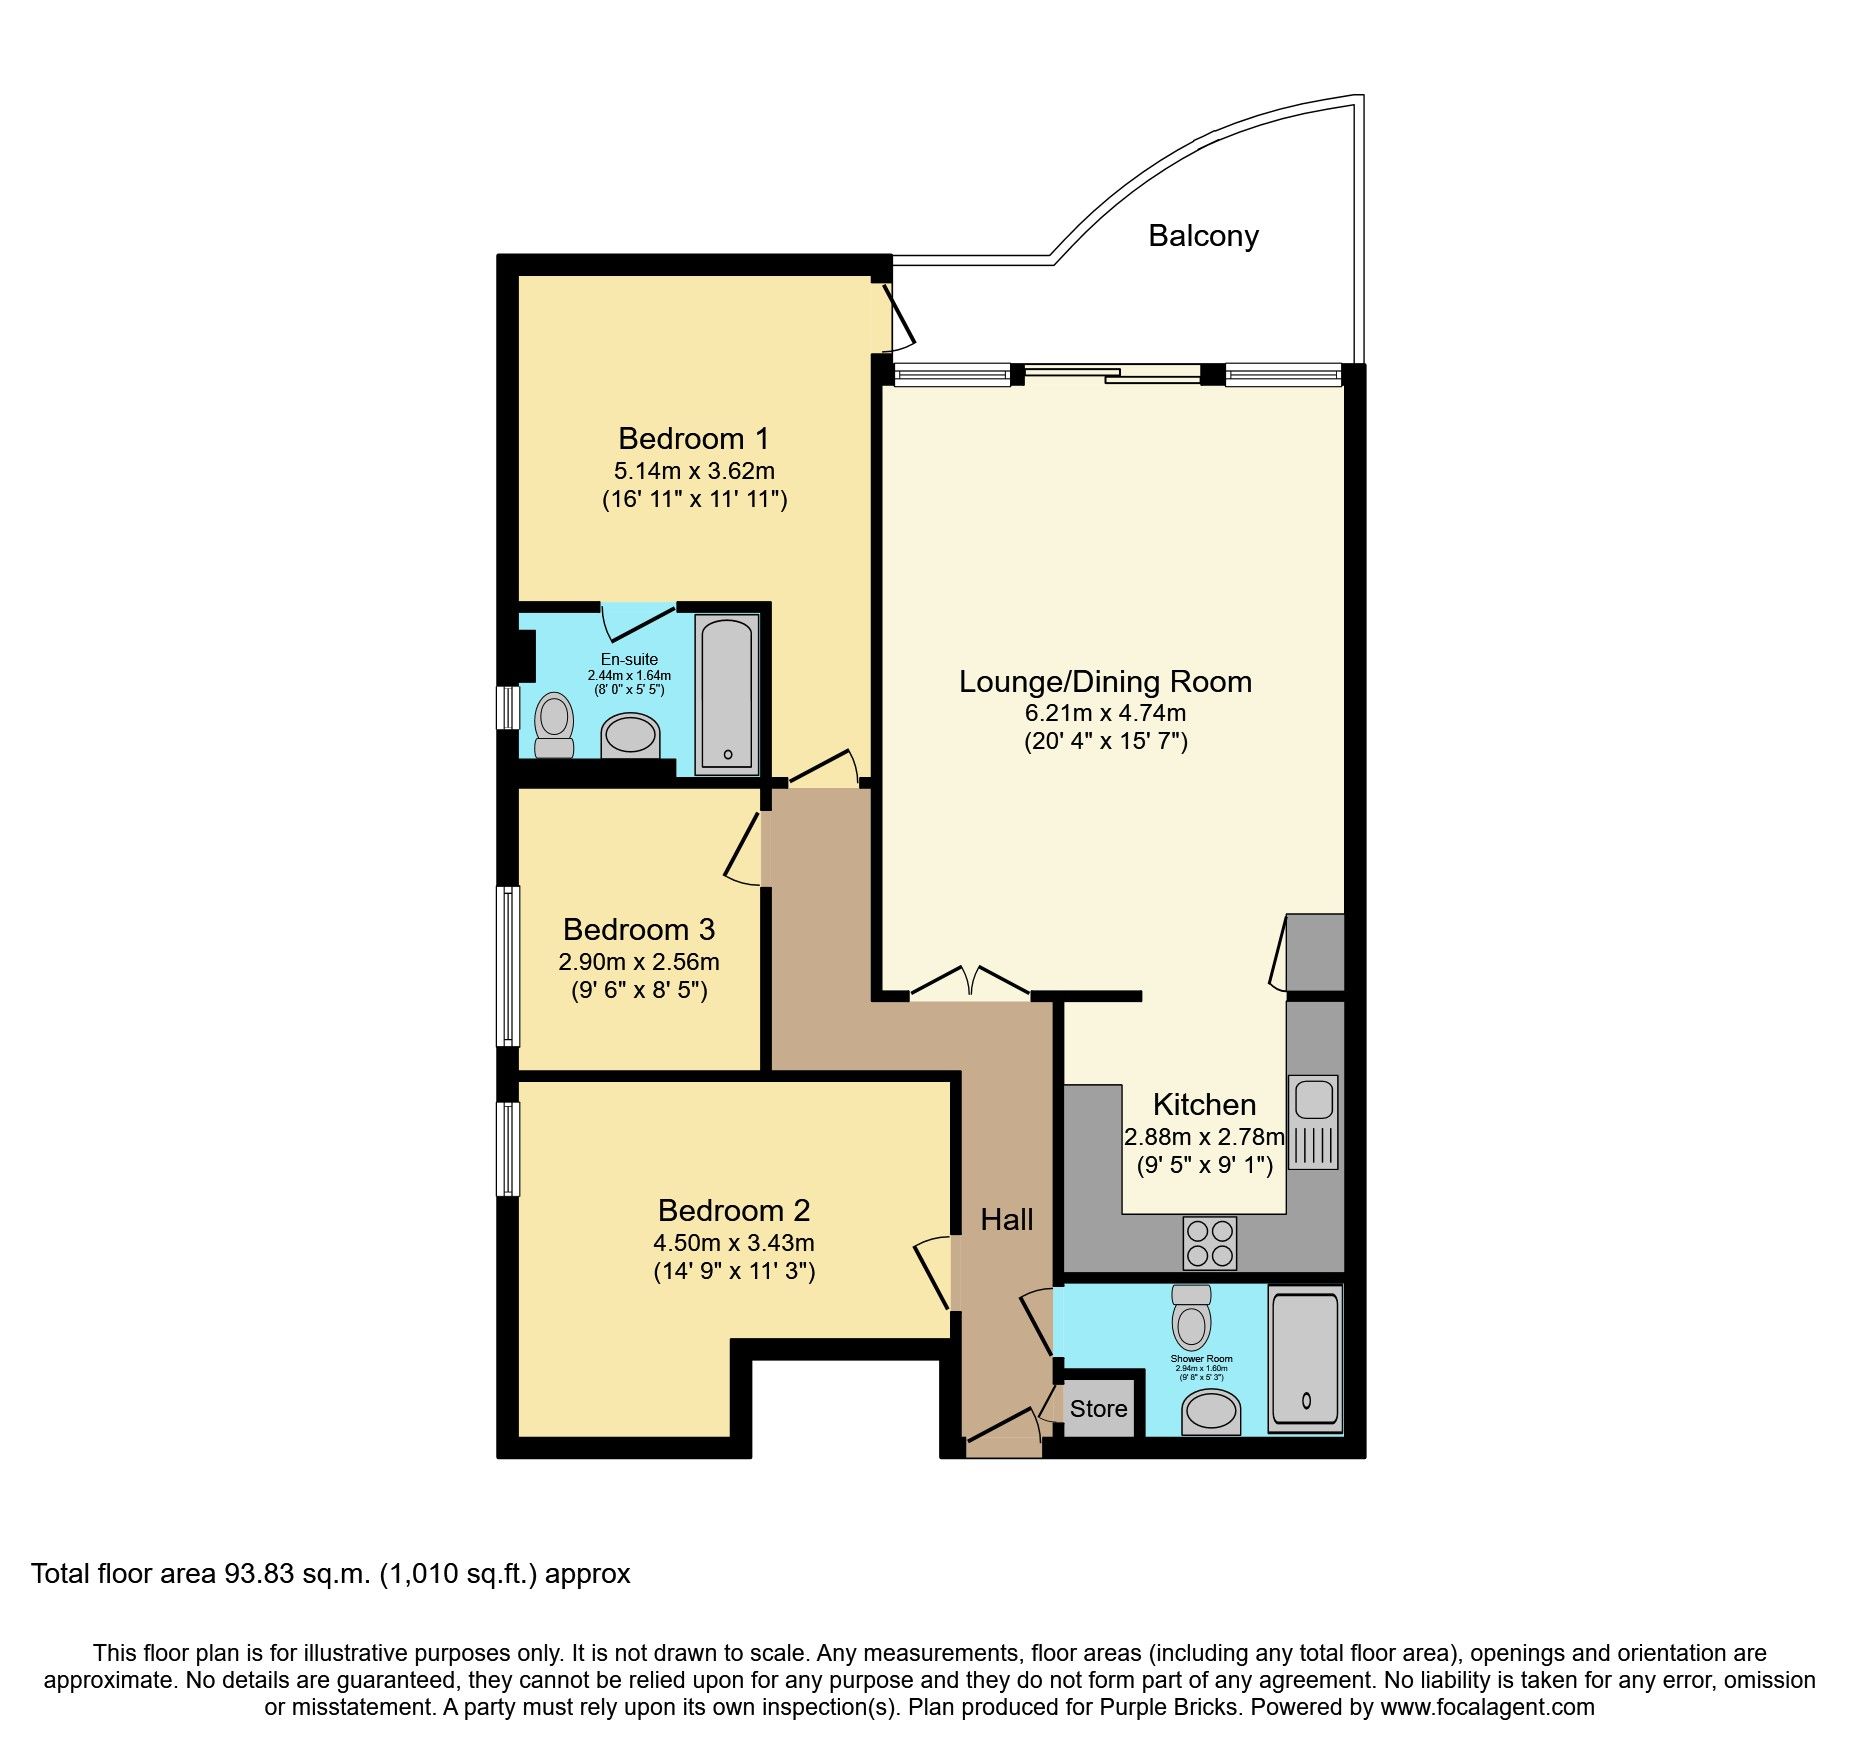 Balcony
Bedroom 1
5.14m x 3.62m
(16' 11" x 11' 11")
En-suite
2.44m x 1.64m
(8' 0" x 5' 5")
Lounge/Dining Room
6.21m x 4.74m
(20' 4" x 15' 7")
Bedroom 3
2.90m x 2.56m
(9' 6" x 8' 5")
Kitchen
2.88m x 2.78m
(9' 5" x 9' 1")
Bedroom 2
4.50m x 3.43m
(14' 9" x 11' 3")
Hall
Shower Room
2.94m x 1.60m
(9' 8" x 5' 3")
Store
Total floor area 93.83 sq.m. (1,010 sq.ft.) approx
This floor plan is for illustrative purposes only. It is not drawn to scale. Any measurements, floor areas (including any total floor area), openings and orientation are
approximate. No details are guaranteed, they cannot be relied upon for any purpose and they do not form part of any agreement. No liability is taken for any error, omission
or misstatement. A party must rely upon its own inspection(s). Plan produced for Purple Bricks. Powered by www.focalagent.com